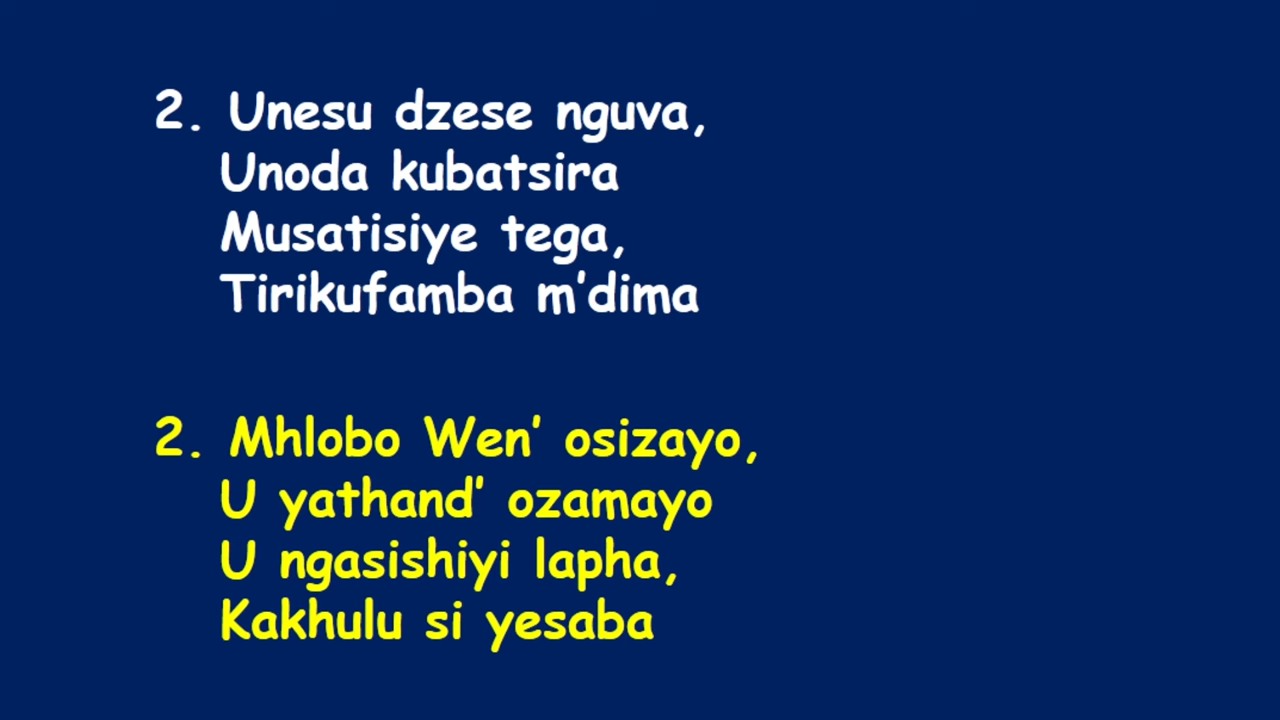 2. Unesu dzese nguva,
Unoda kubatsira
Musatisiye tega,
Tirikufamba m'dima
2. Mhlobo Wen' osizayo,
U yathand' ozamayo
U ngasishiyi lapha,
Kakhulu si yesaba